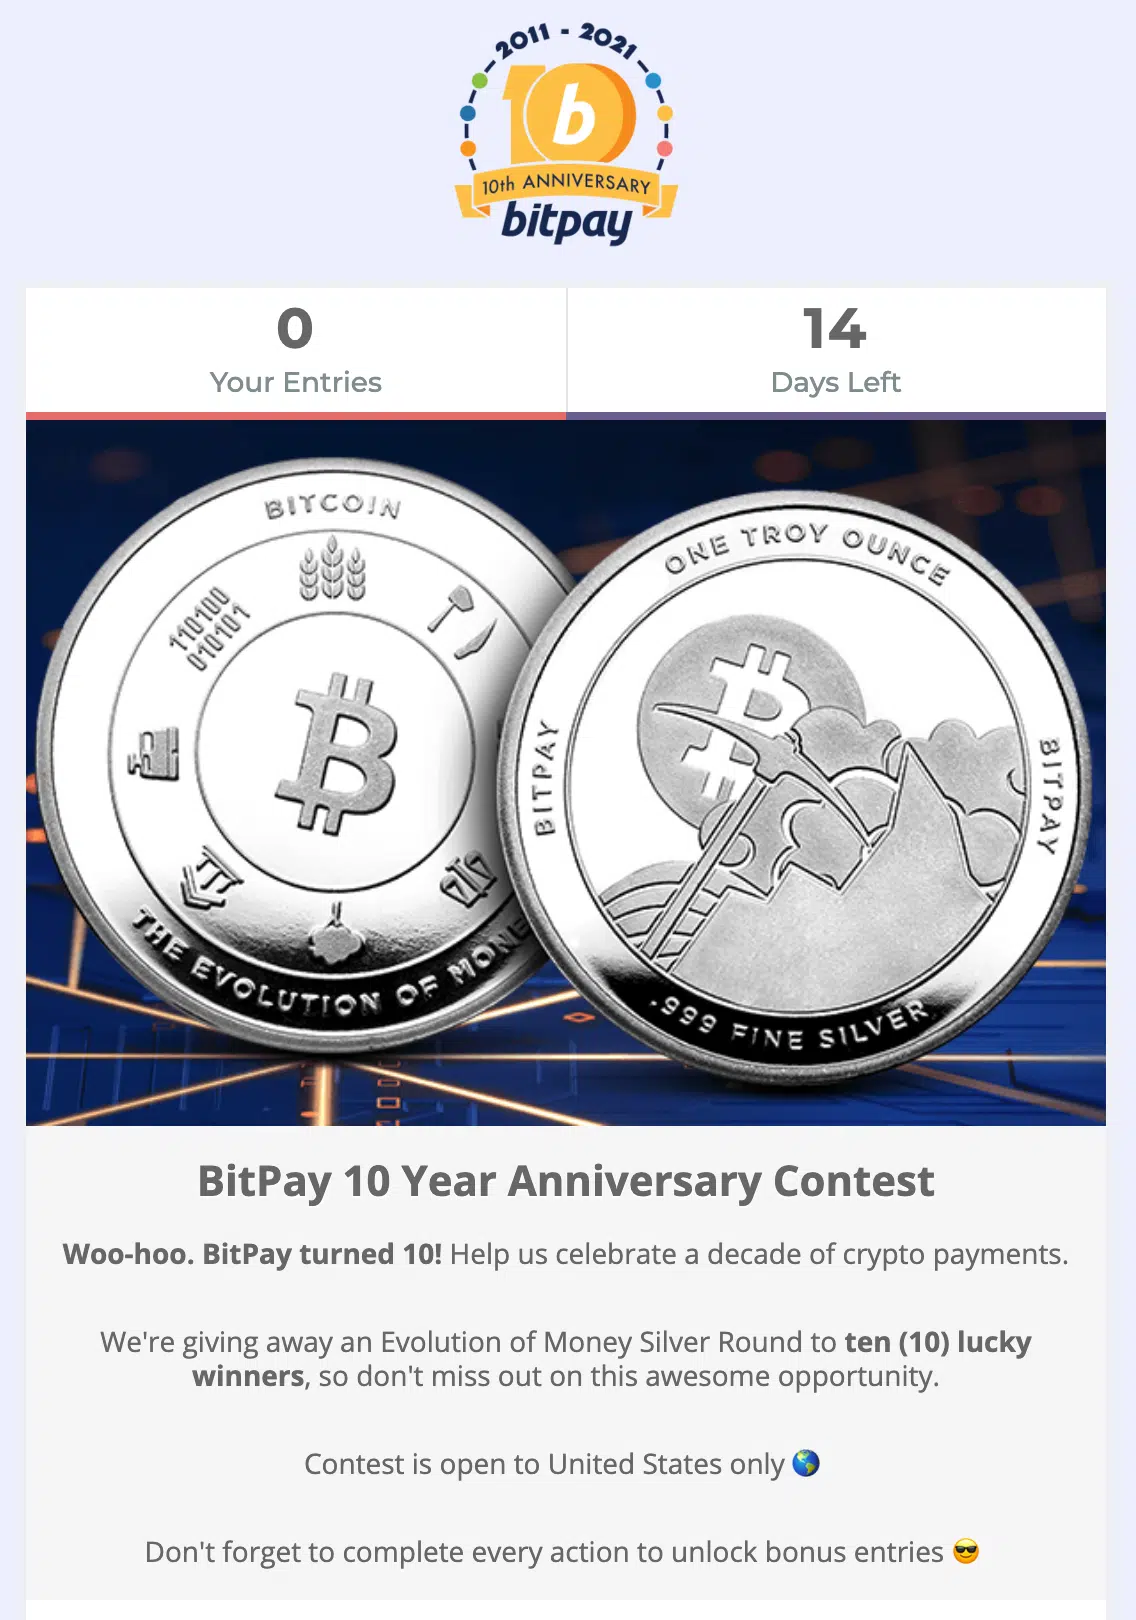 2011 - 2021
10
b
10th ANNIVERSARY
bitpay
0
Your Entries
14
Days Left
BITCOIN
110100
010101
THE EVOLUTION OF MONE
ONE TROY OUNCE
BITPAY
BITPAY
.999 FINE SILVER
BitPay 10 Year Anniversary Contest
Woo-hoo. BitPay turned 10! Help us celebrate a decade of crypto payments.
We're giving away an Evolution of Money Silver Round to ten (10) lucky
winners, so don't miss out on this awesome opportunity.
Contest is open to United States only 🌎
Don't forget to complete every action to unlock bonus entries 😎